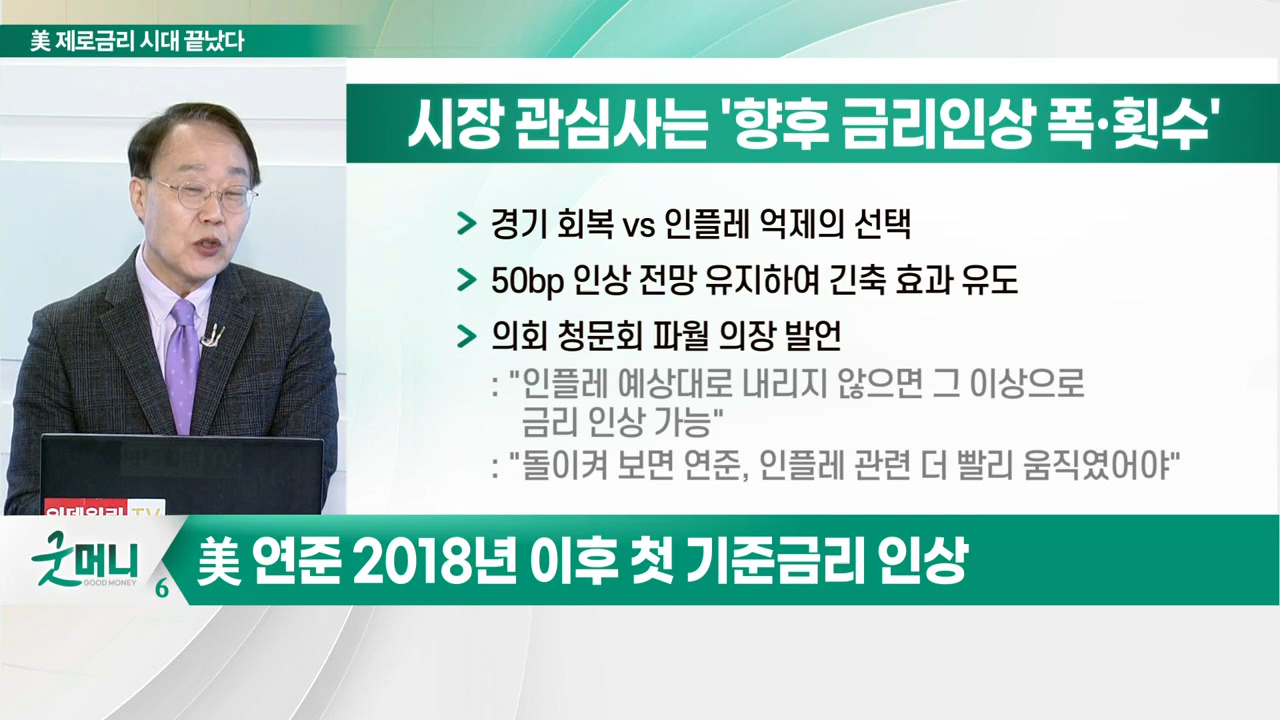 美 제로금리 시대 끝났다
시장 관심사는 '향후 금리인상 폭·횟수'
경기 회복 vs 인플레 억제의 선택
50bp 인상 전망 유지하여 긴축 효과 유도
의회 청문회 파월 의장 발언
: "인플레 예상대로 내리지 않으면 그 이상으로
금리 인상 가능"
: "돌이켜 보면 연준, 인플레 관련 더 빨리 움직였어야"
이데일리 TV
굿머니
GOOD MONEY
6
美 연준 2018년 이후 첫 기준금리 인상